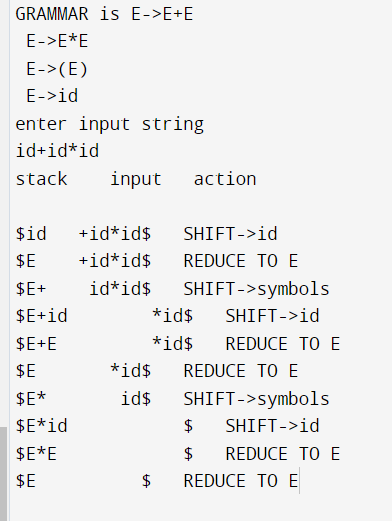 GRAMMAR is E->E+E
E->E*E
E->(E)
E->id
enter input string
id+id*id
stack    input   action
$id   +id*id$   SHIFT->id
$E    +id*id$   REDUCE TO E
$E+    id*id$   SHIFT->symbols
$E+id        *id$   SHIFT->id
$E+E         *id$   REDUCE TO E
$E       *id$   REDUCE TO E
$E*       id$   SHIFT->symbols
$E*id          $   SHIFT->id
$E*E           $   REDUCE TO E
$E          $   REDUCE TO E